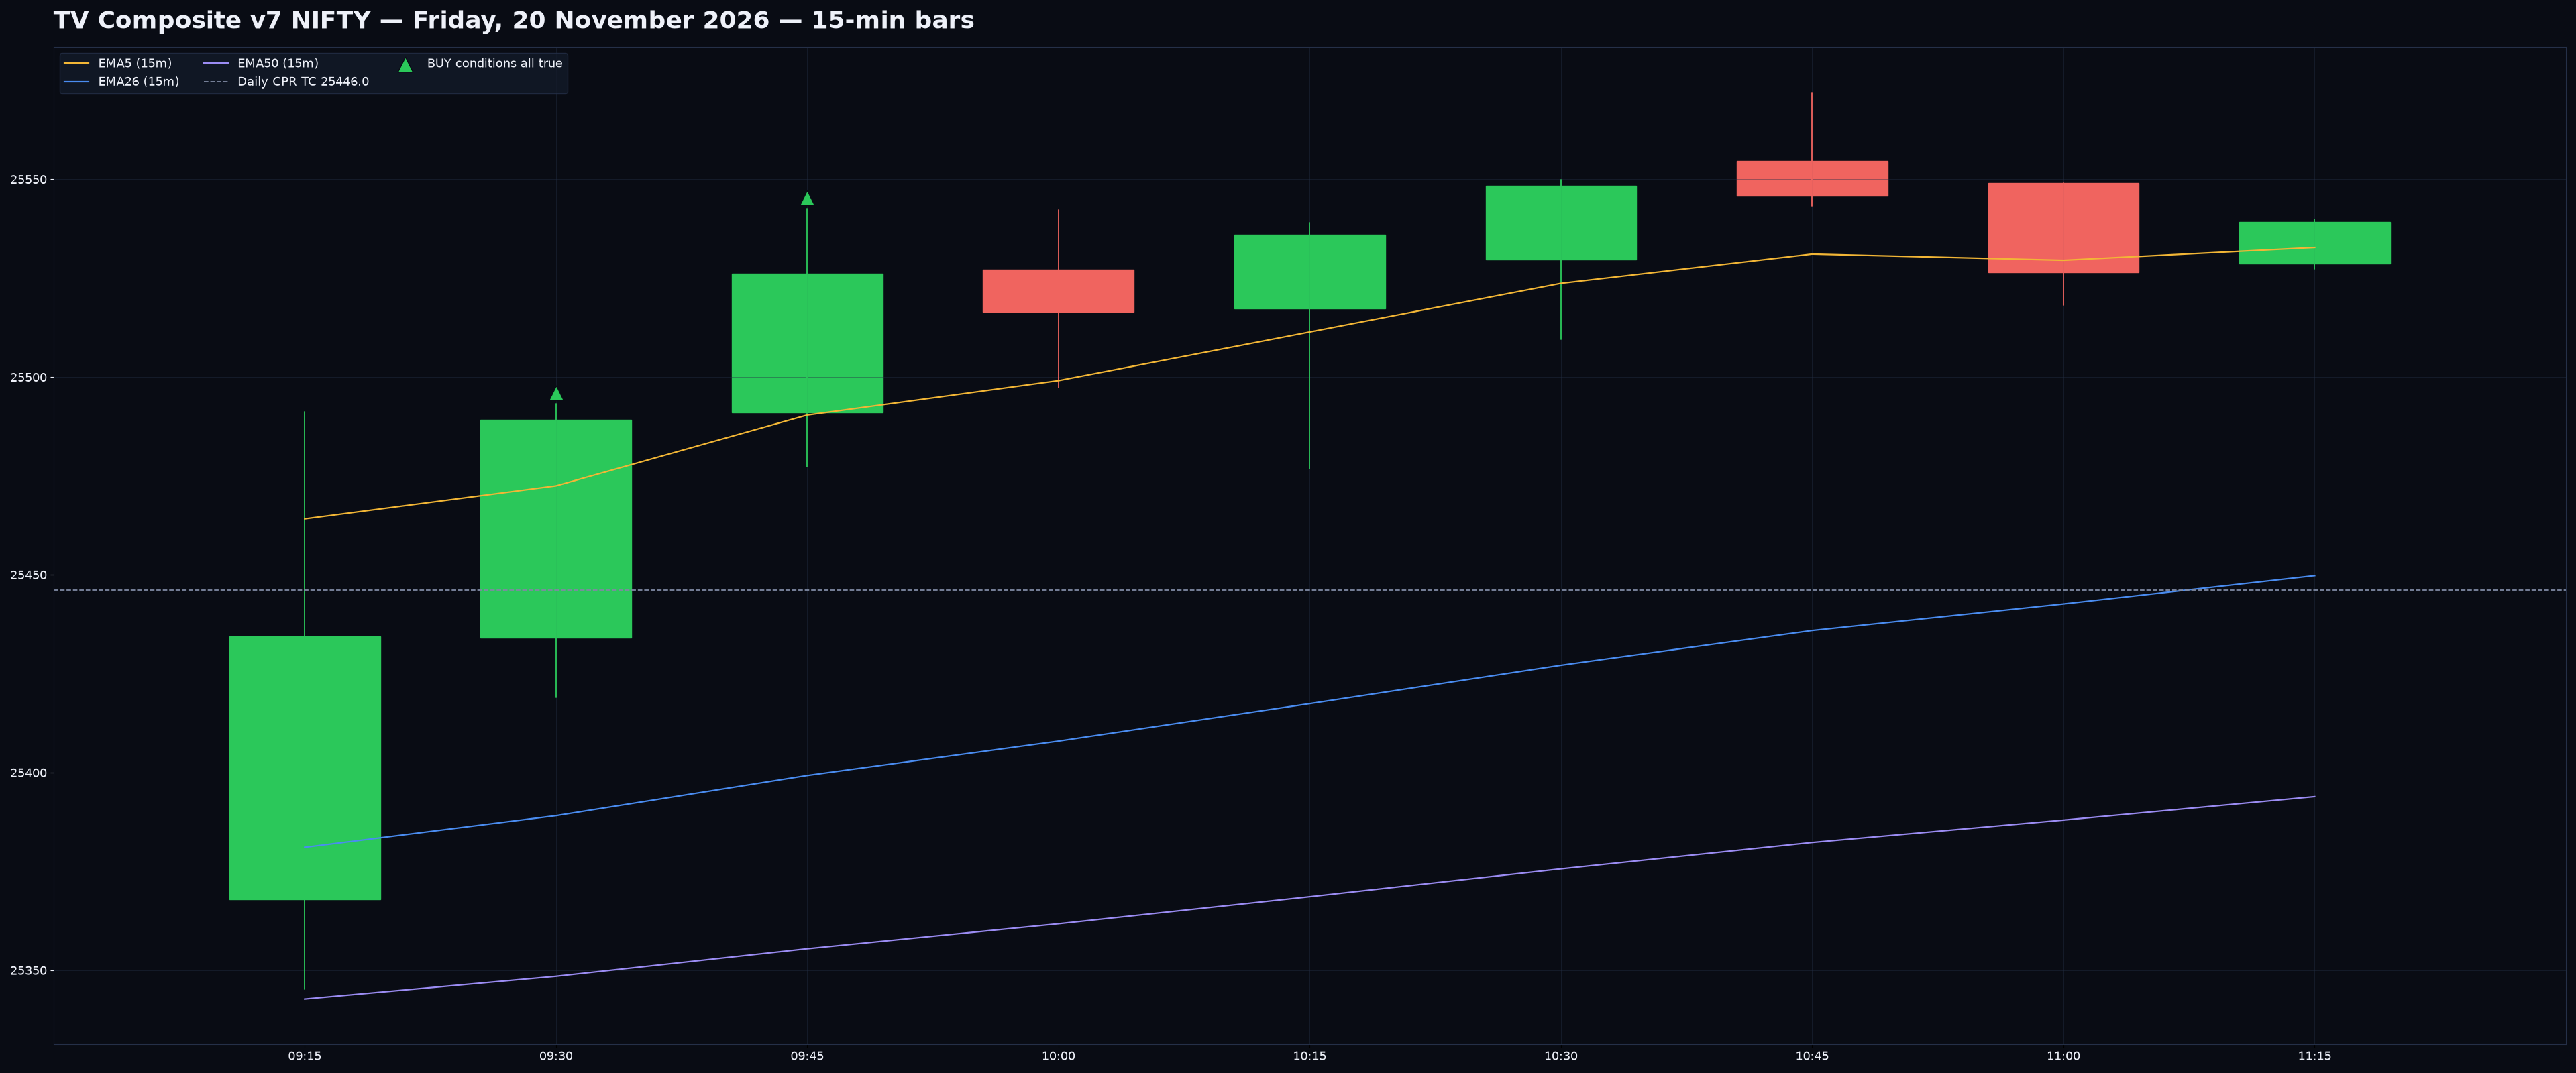 TV Composite v7 NIFTY — Friday, 20 November 2026 — 15-min bars
EMA5 (15m)
EMA26 (15m)
EMA50 (15m)
Daily CPR TC 25446.0
BUY conditions all true
25550
25500
25450
25400
25350
09:15 09:30 09:45 10:00 10:15 10:30 10:45 11:00 11:15